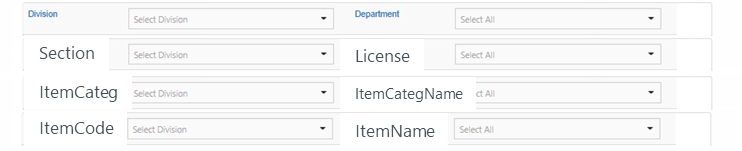 Division Select Division Department Select All
Section Select Division License Select All
ItemCateg Select Division ItemCategName Select All
ItemCode Select Division ItemName Select All